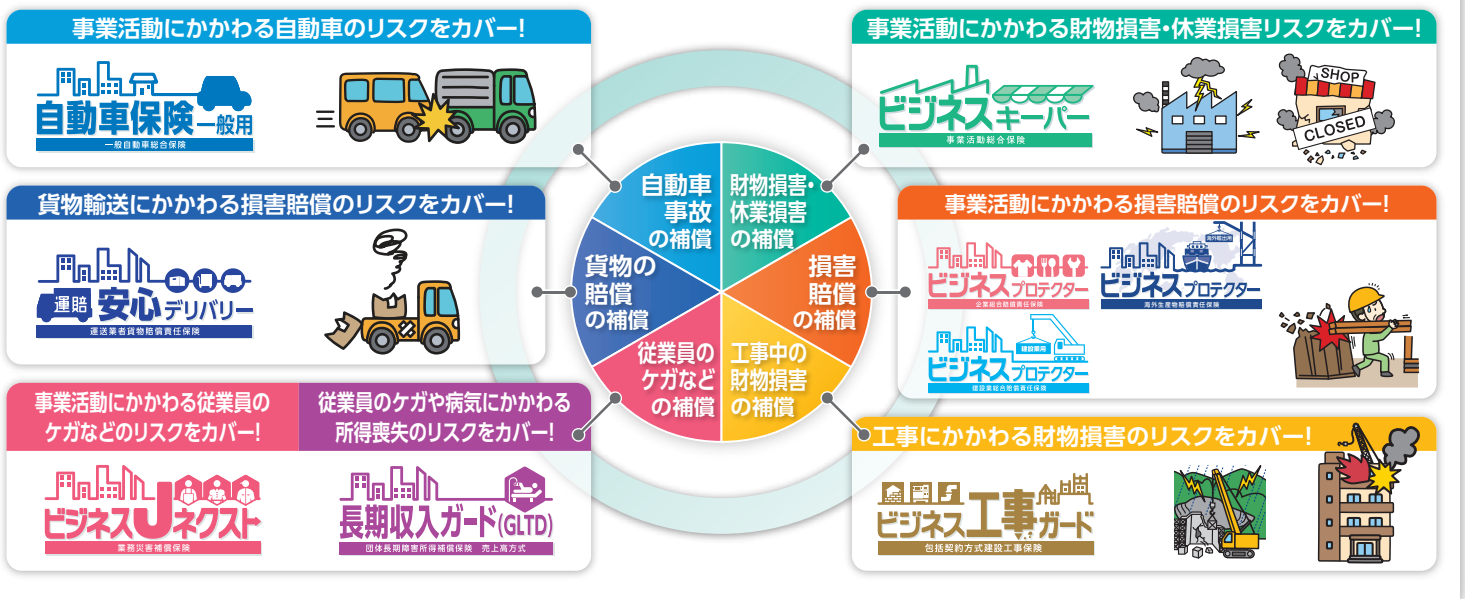 事業活動にかかわる自動車のリスクをカバー!
自動車保険 一般用
一般自動車総合保険
貨物輸送にかかわる損害賠償のリスクをカバー!
運賠 安心デリバリー
運送業者貨物賠償責任保険
事業活動にかかわる従業員の
ケガなどのリスクをカバー!
ビジネスJネクスト
業務災害補償保険
従業員のケガや病気にかかわる
所得喪失のリスクをカバー!
長期収入ガード(GLTD)
団体長期障害所得補償保険 売上高方式
自動車
事故
の補償
財物損害・
休業損害
の補償
貨物の
賠償
の補償
損害
賠償
の補償
従業員の
ケガなど
の補償
工事中の
財物損害
の補償
事業活動にかかわる財物損害・休業損害リスクをカバー!
ビジネスキーパー
事業活動総合保険
SHOP
CLOSED
事業活動にかかわる損害賠償のリスクをカバー!
ビジネスプロテクター
企業総合賠償責任保険
海外輸出用
ビジネスプロテクター
海外生産物賠償責任保険
建設業用
ビジネスプロテクター
建設業総合賠償責任保険
工事にかかわる財物損害のリスクをカバー!
ビジネス工事ガード
包括契約方式建設工事保険